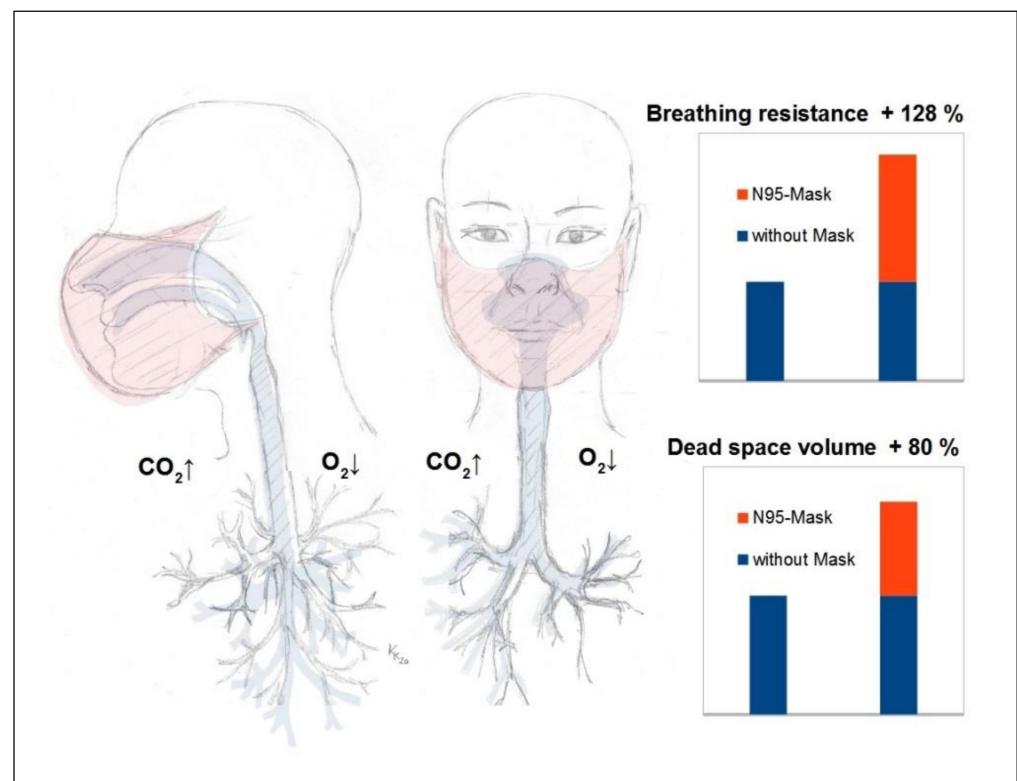 Breathing resistance + 128 %
N95-Mask
without Mask
CO₂↑
O₂↓
CO₂↑
O₂↓
Dead space volume + 80 %
N95-Mask
without Mask